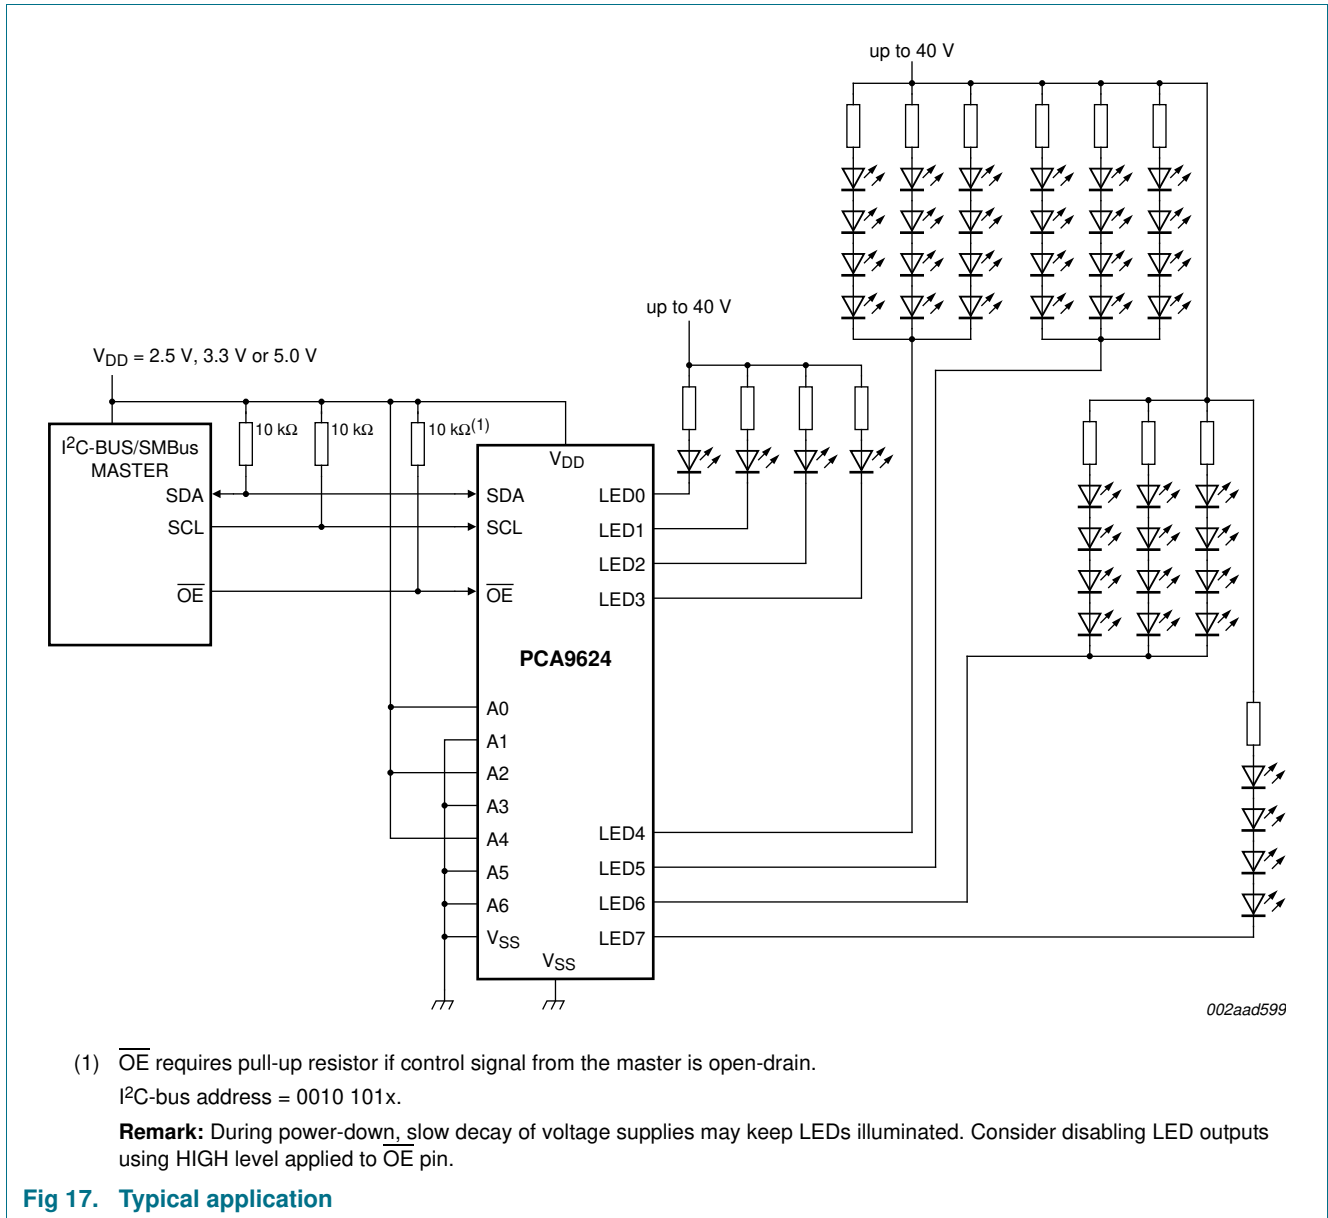 up to 40 V
up to 40 V
VDD = 2.5 V, 3.3 V or 5.0 V
10 kΩ
10 kΩ
10 kΩ(1)
I2C-BUS/SMBus
MASTER
SDA
SCL
OE
VDD
SDA
SCL
OE
PCA9624
A0
A1
A2
A3
A4
A5
A6
VSS
VSS
LED0
LED1
LED2
LED3
LED4
LED5
LED6
LED7
002aad599
(1) OE requires pull-up resistor if control signal from the master is open-drain.
I2C-bus address = 0010 101x.
Remark: During power-down, slow decay of voltage supplies may keep LEDs illuminated. Consider disabling LED outputs
using HIGH level applied to OE pin.
Fig 17. Typical application